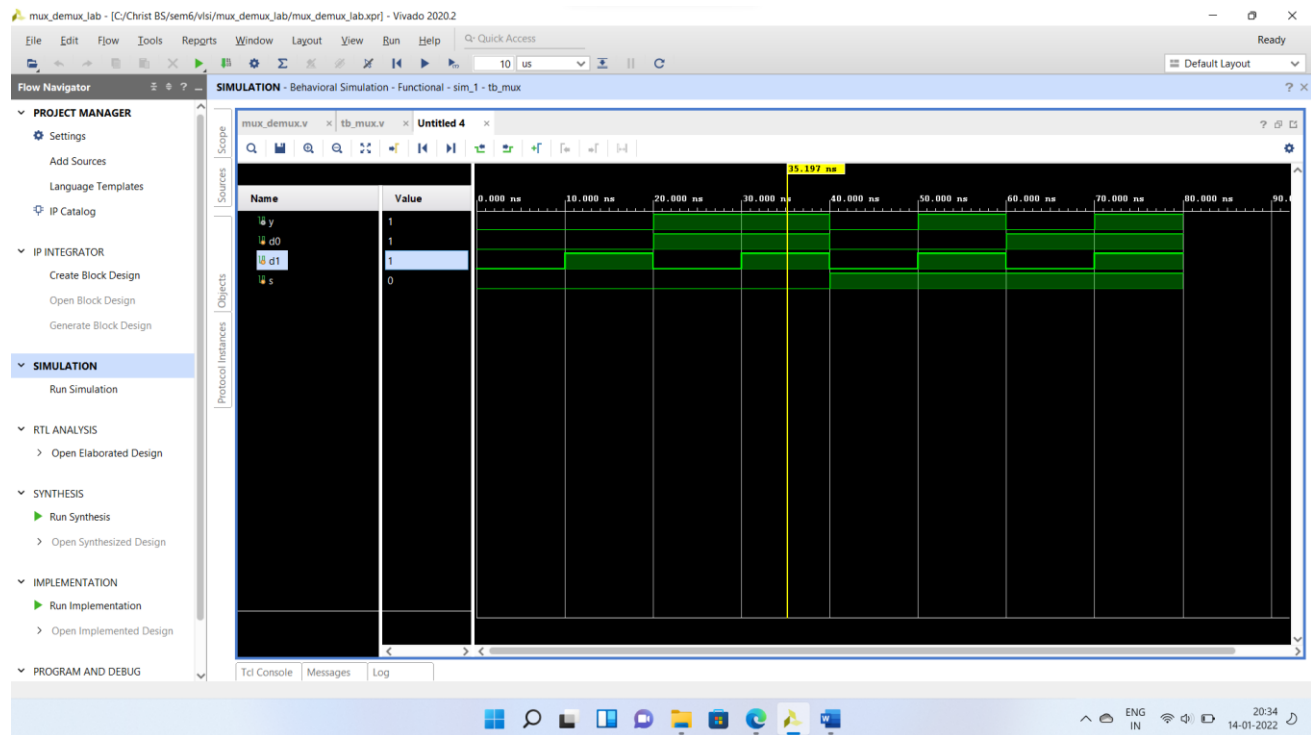 mux_demux_lab - [C:/Christ BS/sem6/vlsi/mux_demux_lab/mux_demux_lab.xpr] - Vivado 2020.2
File Edit Flow Tools Reports Window Layout View Run Help Q- Quick Access Ready
10 us Default Layout
Flow Navigator SIMULATION - Behavioral Simulation - Functional - sim_1 - tb_mux
PROJECT MANAGER
Settings
Add Sources
Language Templates
IP Catalog
IP INTEGRATOR
Create Block Design
Open Block Design
Generate Block Design
SIMULATION
Run Simulation
RTL ANALYSIS
Open Elaborated Design
SYNTHESIS
Run Synthesis
Open Synthesized Design
IMPLEMENTATION
Run Implementation
Open Implemented Design
PROGRAM AND DEBUG
Scope
Sources
Objects
Protocol Instances
mux_demux.v tb_mux.v Untitled 4
35.197 ns
Name Value 0.000 ns 10.000 ns 20.000 ns 30.000 ns 40.000 ns 50.000 ns 60.000 ns 70.000 ns 80.000 ns
y 1
d0 1
d1 1
s 0
Tcl Console Messages Log
ENG
IN
20:34
14-01-2022